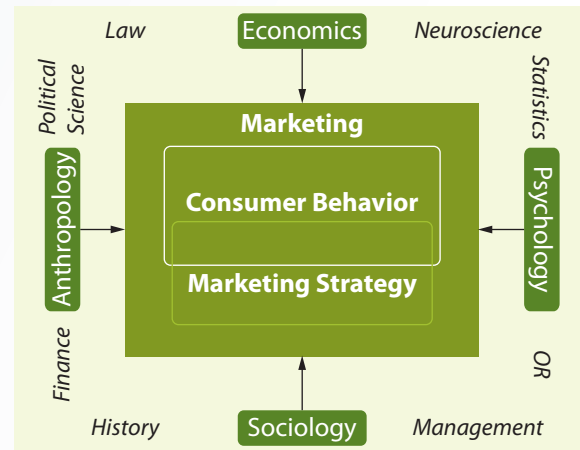 Law
Economics
Neuroscience
Political
Science
Statistics
Marketing
Anthropology
Consumer Behavior
Psychology
Marketing Strategy
Finance
OR
History
Sociology
Management